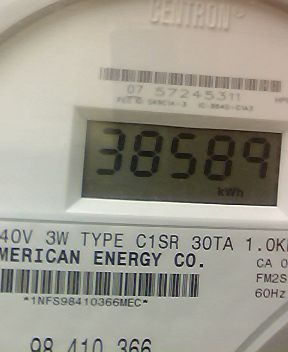 CENTRON®
07 57245311
38589
kWh
40V 3W TYPE C1SR 30TA 1.0K
MERICAN ENERGY CO.
CA 0
FM2S
60Hz
*1NFS98410366MEC*
98 410 366